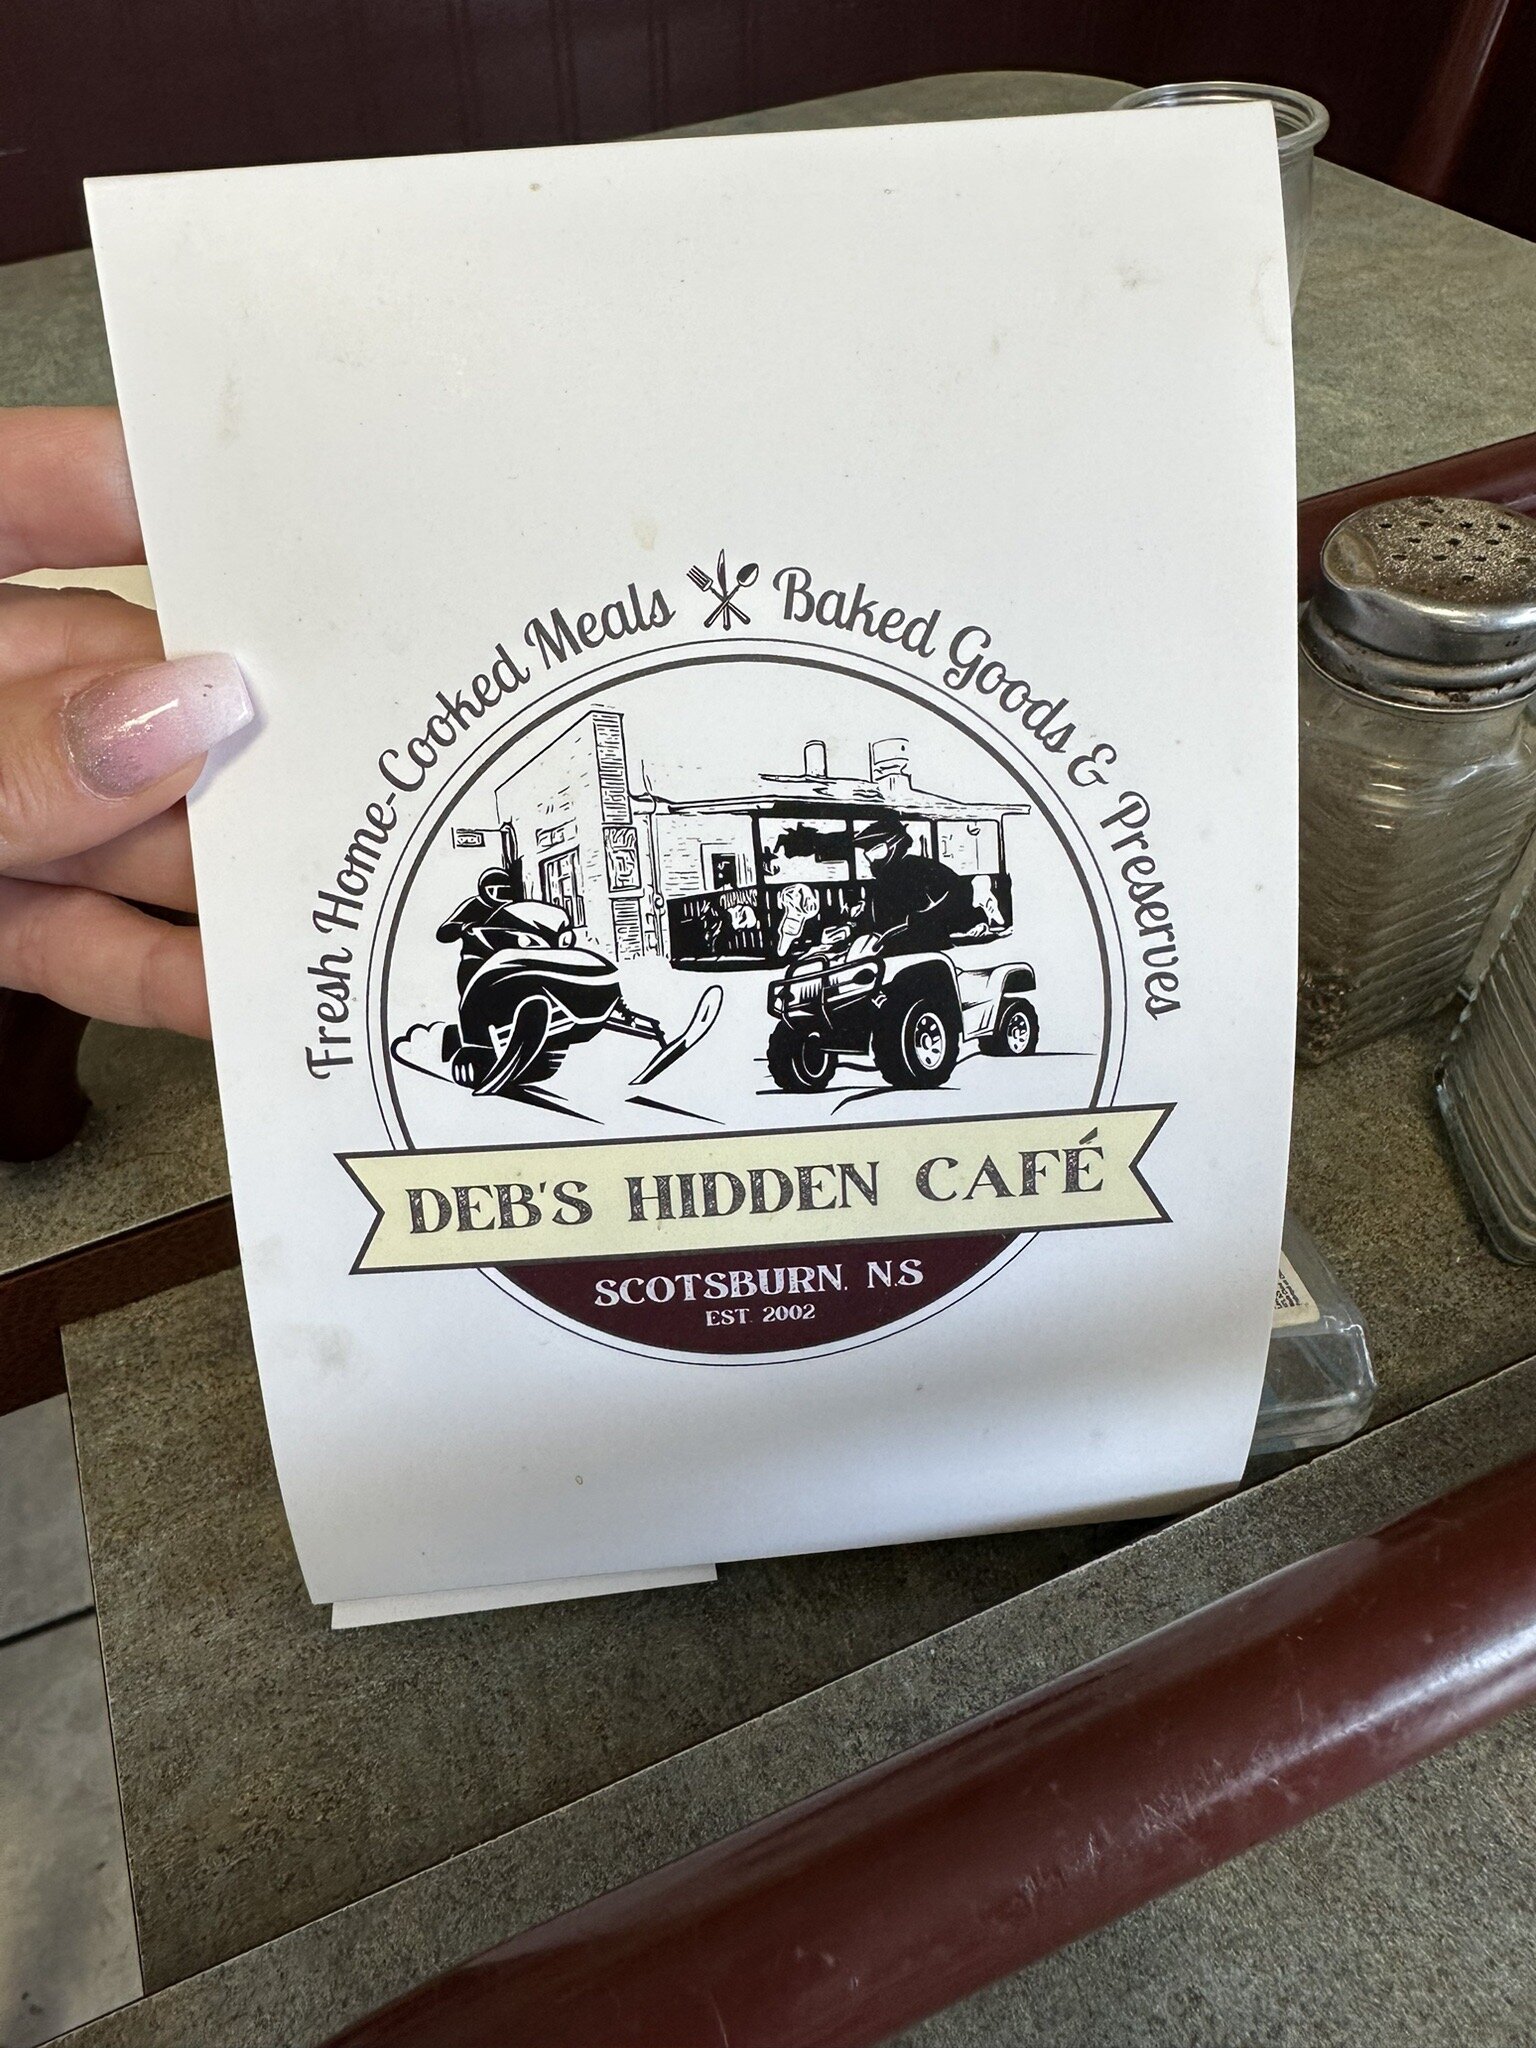 Fresh Home-Cooked Meals Baked Goods & Preserves
DEB'S HIDDEN CAFÉ
SCOTSBURN, N.S
EST. 2002